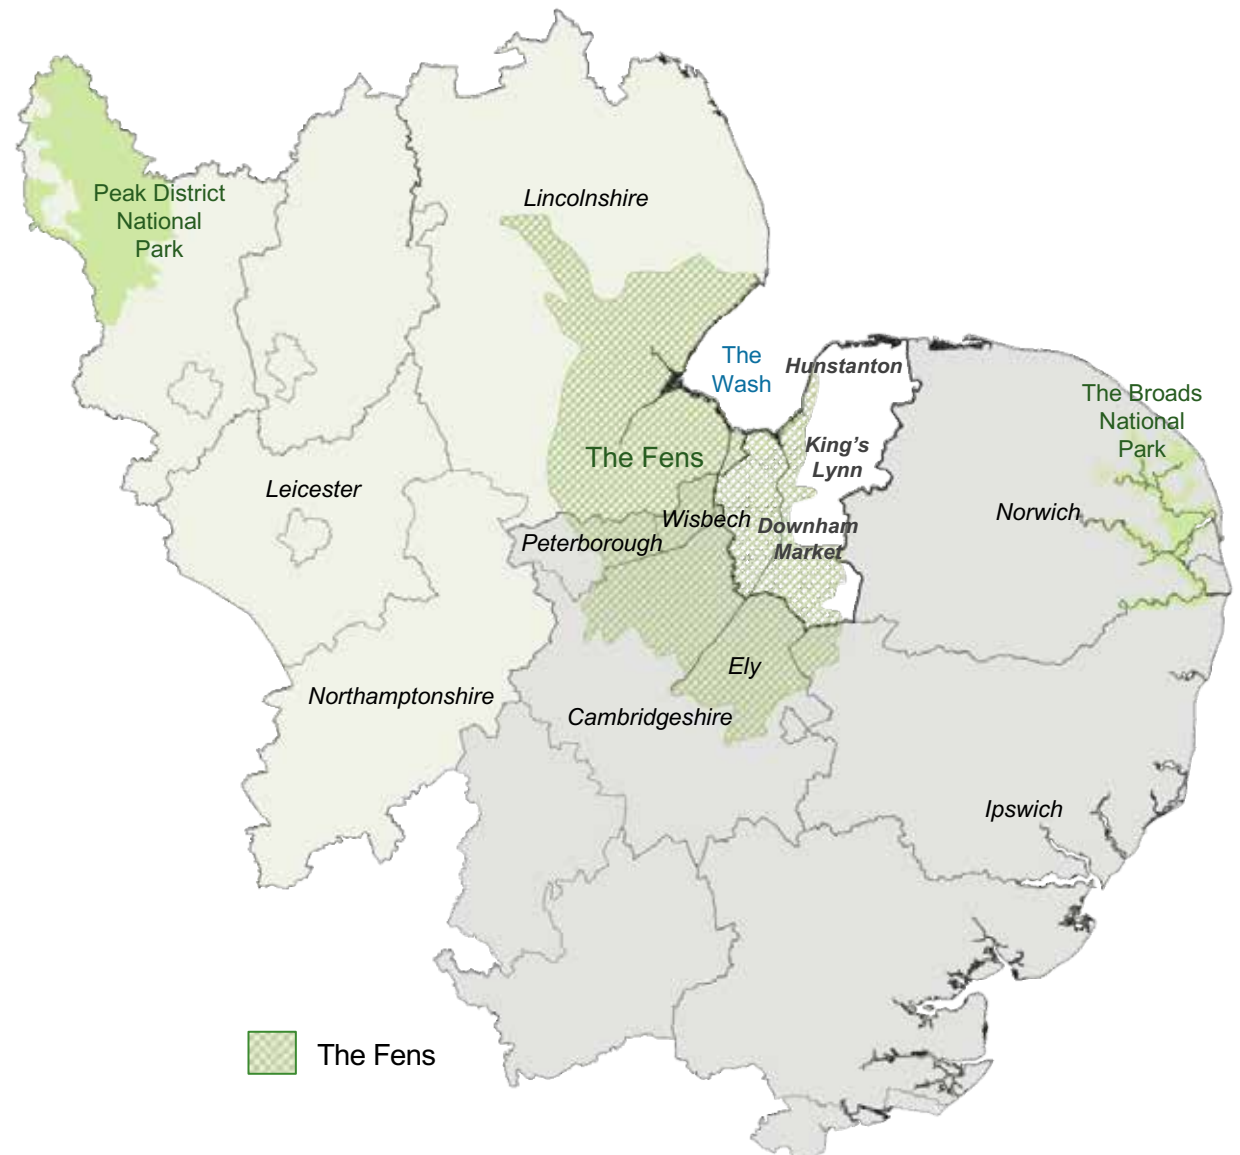 Peak District
National
Park
Lincolnshire
The
Wash
Hunstanton
The Broads
National
Park
King's
Lynn
The Fens
Leicester
Wisbech
Downham
Market
Norwich
Peterborough
Ely
Northamptonshire
Cambridgeshire
Ipswich
The Fens